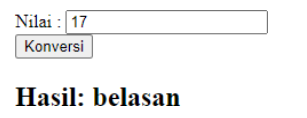 Nilai : 17
Konversi
Hasil: belasan